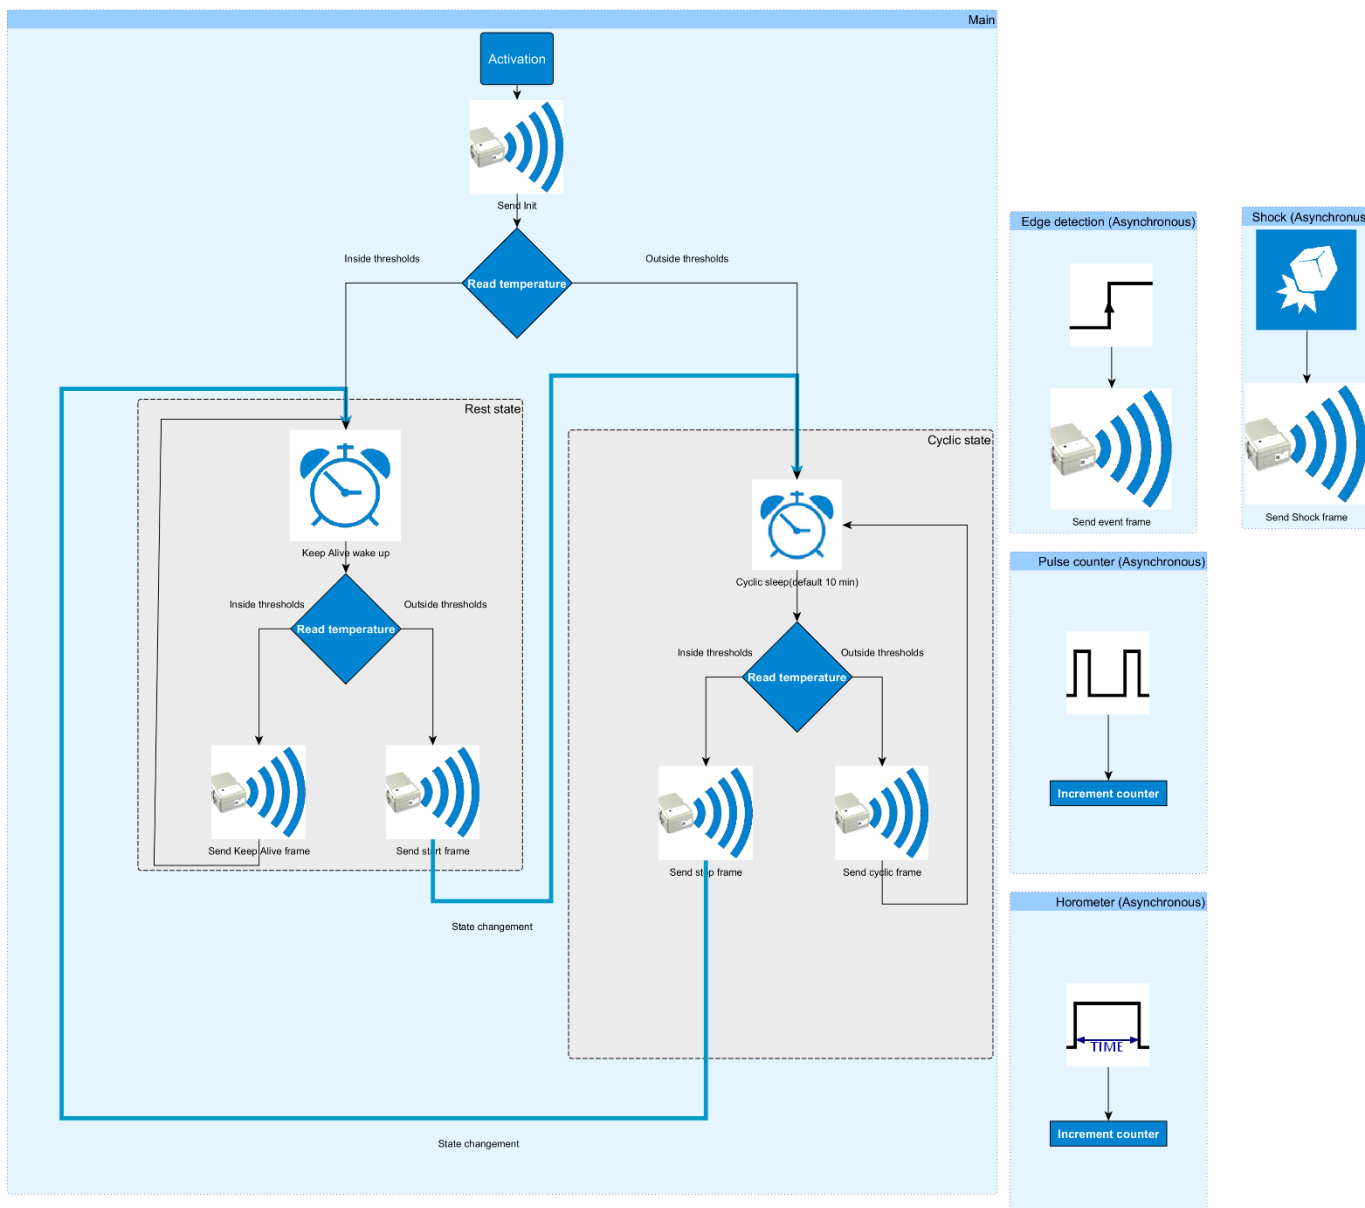 Main
Activation
Send Init
Inside thresholds
Outside thresholds
Read temperature
Rest state
Keep Alive wake up
Inside thresholds
Outside thresholds
Read temperature
Send Keep Alive frame
Send start frame
State changement
Cyclic state
Cyclic sleep(default 10 min)
Inside thresholds
Outside thresholds
Read temperature
Send stop frame
Send cyclic frame
State changement
Edge detection (Asynchronous)
Send event frame
Shock (Asynchronus
Send Shock frame
Pulse counter (Asynchronous)
Increment counter
Horometer (Asynchronous)
TIME
Increment counter